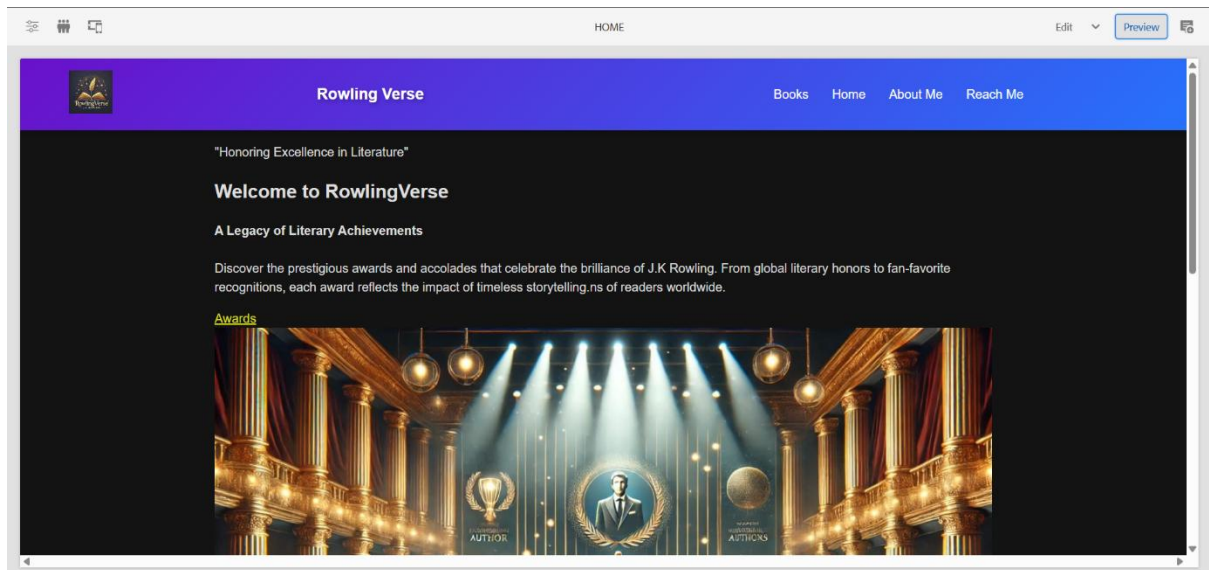 HOME
Edit
Preview
RowlingVerse
Rowling Verse
Books
Home
About Me
Reach Me
"Honoring Excellence in Literature"
Welcome to RowlingVerse
A Legacy of Literary Achievements
Discover the prestigious awards and accolades that celebrate the brilliance of J.K Rowling. From global literary honors to fan-favorite
recognitions, each award reflects the impact of timeless storytelling.ns of readers worldwide.
Awards
AUTHOR